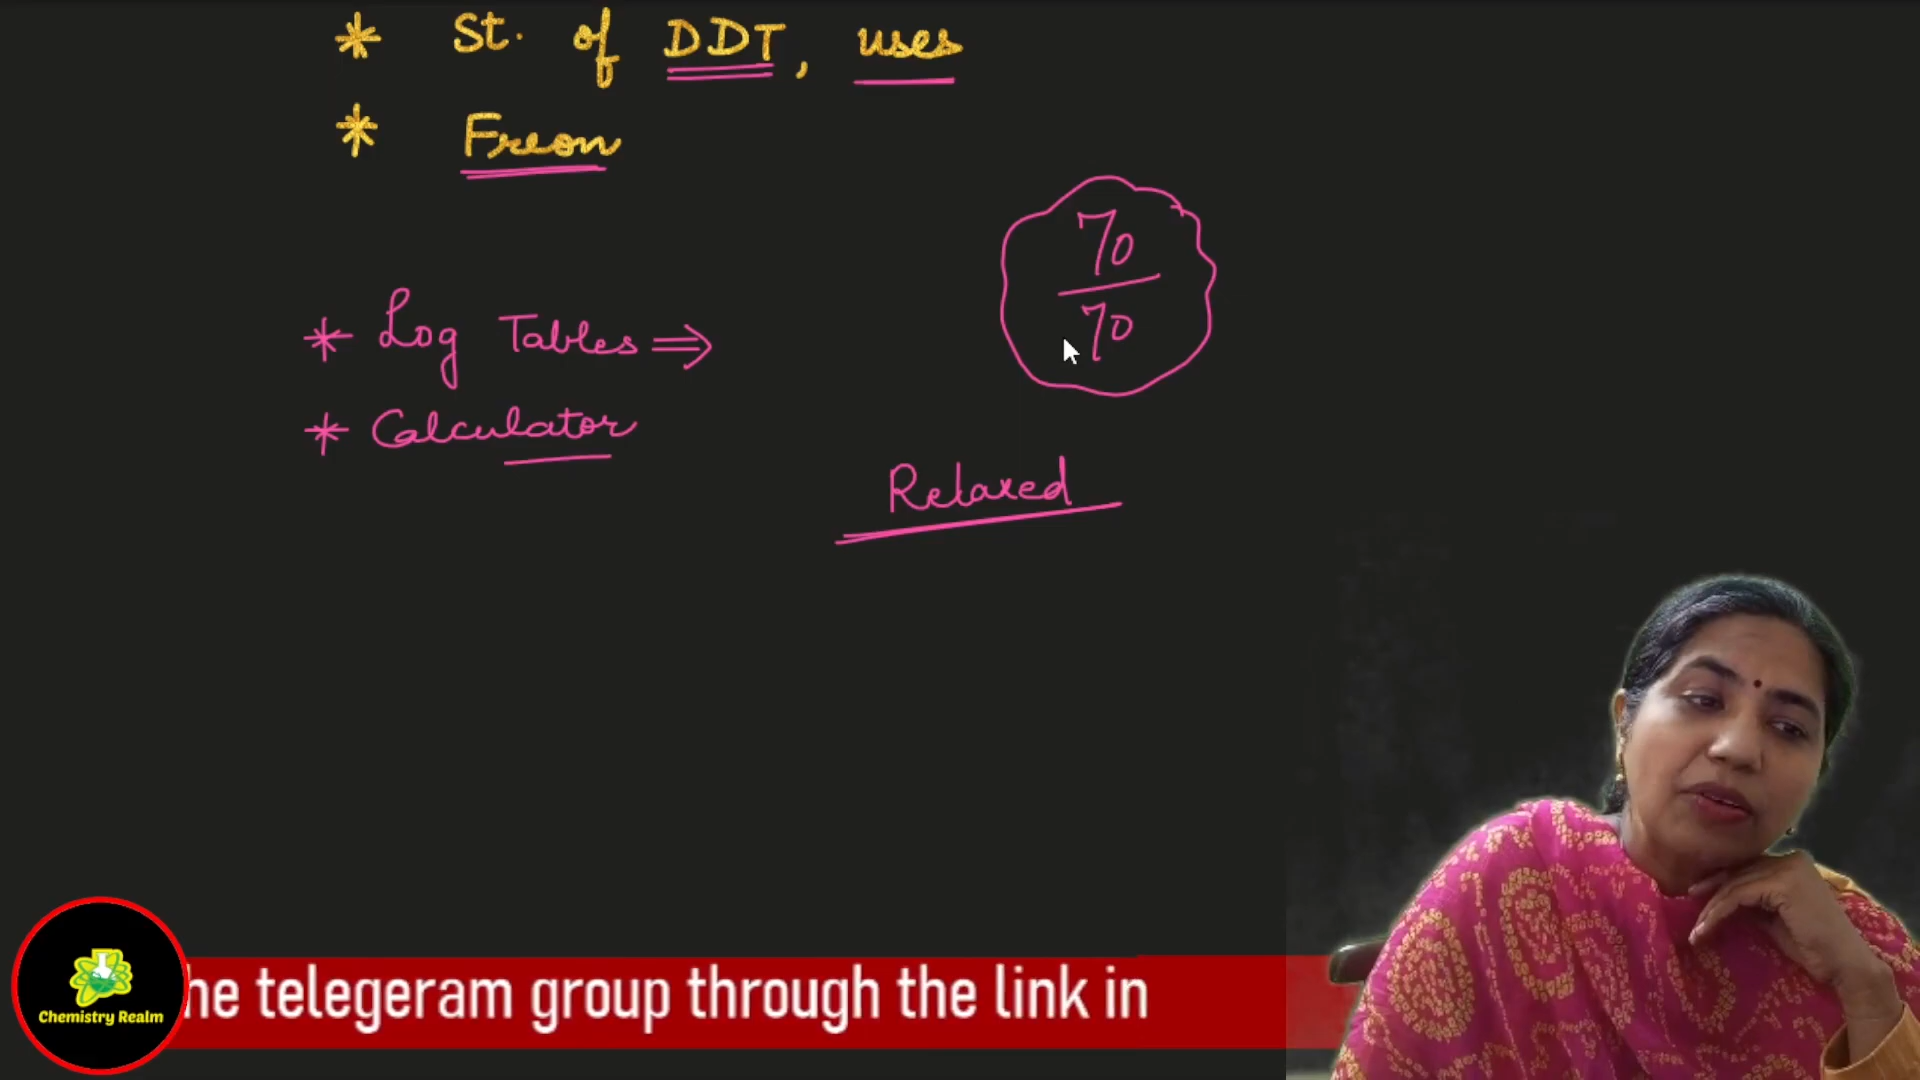 * St. of DDT, uses
* Freon
70
70
* Log Tables ⇒
* Calculator
Relaxed
he telegeram group through the link in
Chemistry Realm